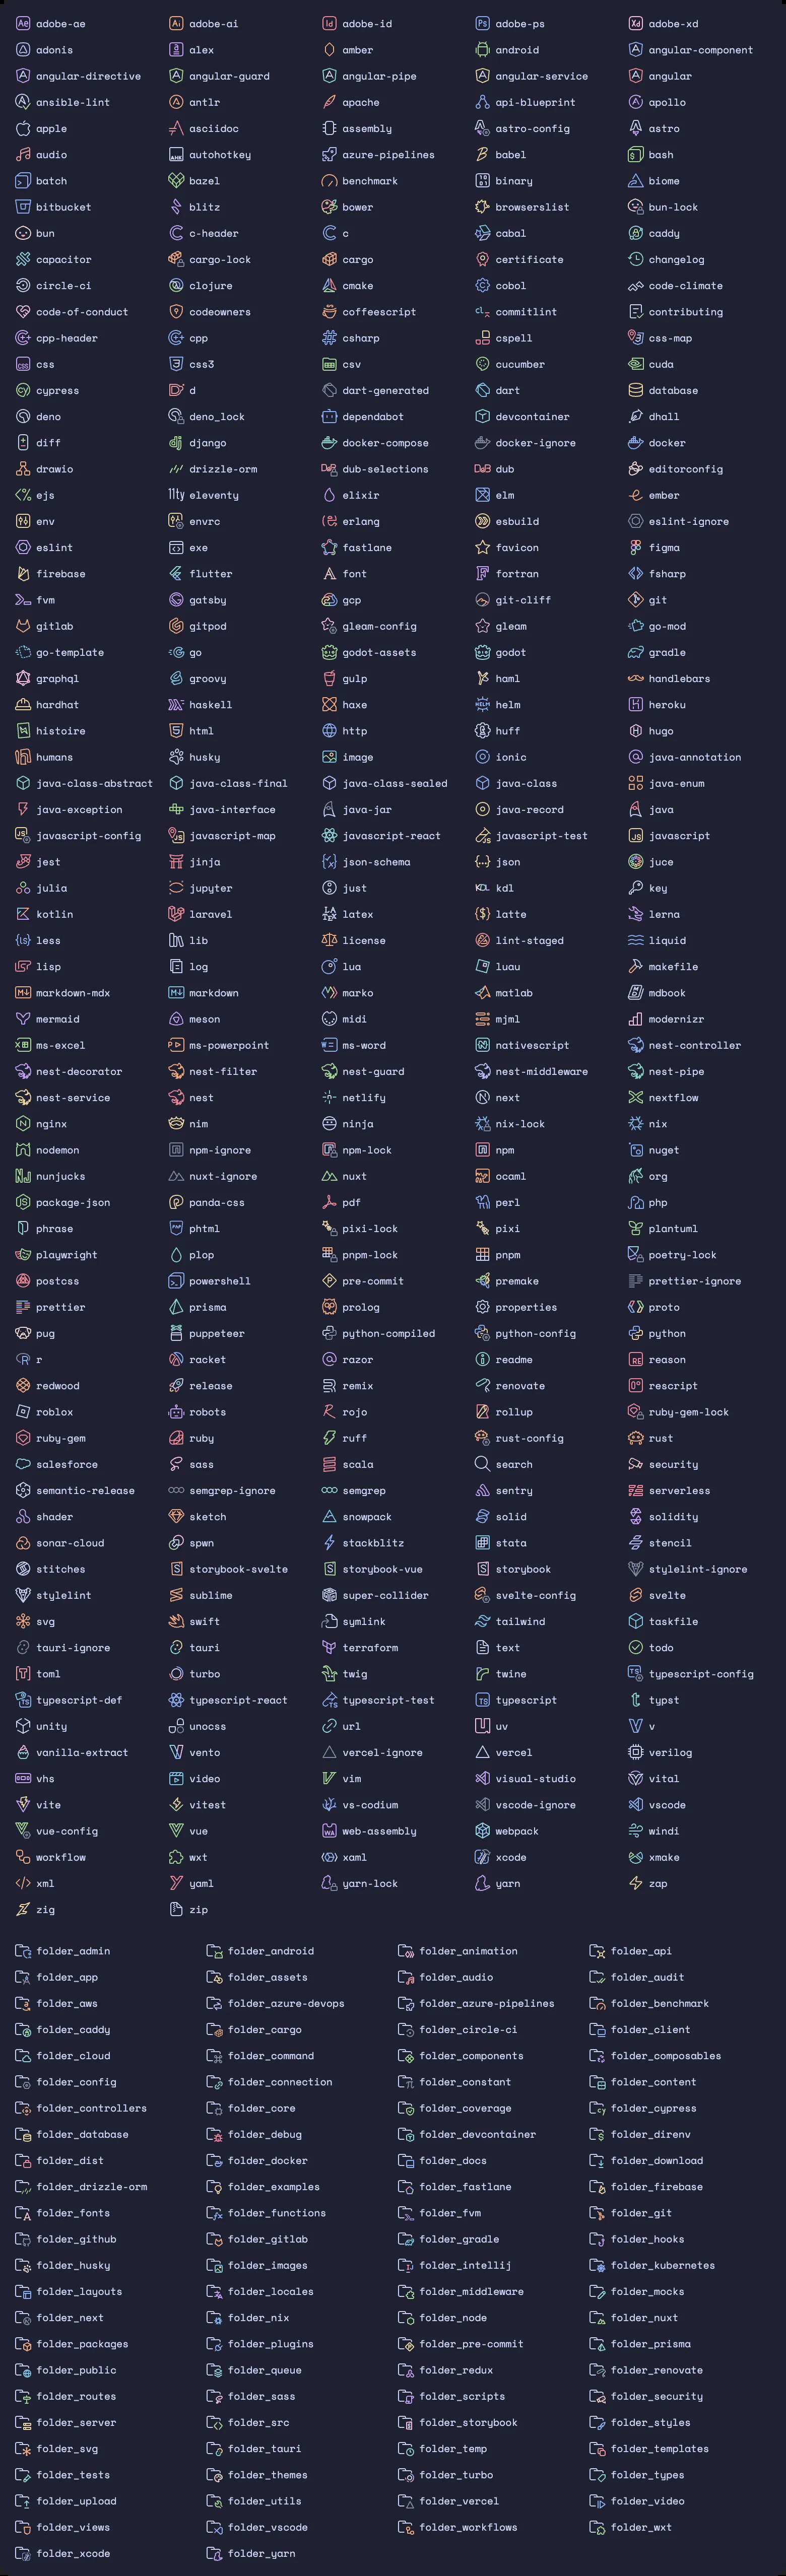 adobe-ae adobe-ai adobe-id adobe-ps adobe-xd
adonis alex amber android angular-component
angular-directive angular-guard angular-pipe angular-service angular
ansible-lint antlr apache api-blueprint apollo
apple asciidoc assembly astro-config astro
audio autohotkey azure-pipelines babel bash
batch bazel benchmark binary biome
bitbucket blitz bower browserslist bun-lock
bun c-header c cabal caddy
capacitor cargo-lock cargo certificate changelog
circle-ci clojure cmake cobol code-climate
code-of-conduct codeowners coffeescript commitlint contributing
cpp-header cpp csharp cspell css-map
css css3 csv cucumber cuda
cypress d dart-generated dart database
deno deno_lock dependabot devcontainer dhall
diff django docker-compose docker-ignore docker
drawio drizzle-orm dub-selections dub editorconfig
ejs eleventy elixir elm ember
env envrc erlang esbuild eslint-ignore
eslint exe fastlane favicon figma
firebase flutter font fortran fsharp
fvm gatsby gcp git-cliff git
gitlab gitpod gleam-config gleam go-mod
go-template go godot-assets godot gradle
graphql groovy gulp haml handlebars
hardhat haskell haxe helm heroku
histoire html http huff hugo
humans husky image ionic java-annotation
java-class-abstract java-class-final java-class-sealed java-class java-enum
java-exception java-interface java-jar java-record java
javascript-config javascript-map javascript-react javascript-test javascript
jest jinja json-schema json juce
julia jupyter just kdl key
kotlin laravel latex latte lerna
less lib license lint-staged liquid
lisp log lua luau makefile
markdown-mdx markdown marko matlab mdbook
mermaid meson midi mjml modernizr
ms-excel ms-powerpoint ms-word nativescript nest-controller
nest-decorator nest-filter nest-guard nest-middleware nest-pipe
nest-service nest netlify next nextflow
nginx nim ninja nix-lock nix
nodemon npm-ignore npm-lock npm nuget
nunjucks nuxt-ignore nuxt ocaml org
package-json panda-css pdf perl php
phrase phtml pixi-lock pixi plantuml
playwright plop pnpm-lock pnpm poetry-lock
postcss powershell pre-commit premake prettier-ignore
prettier prisma prolog properties proto
pug puppeteer python-compiled python-config python
r racket razor readme reason
redwood release remix renovate rescript
roblox robots rojo rollup ruby-gem-lock
ruby-gem ruby ruff rust-config rust
salesforce sass scala search security
semantic-release semgrep-ignore semgrep sentry serverless
shader sketch snowpack solid solidity
sonar-cloud spwn stackblitz stata stencil
stitches storybook-svelte storybook-vue storybook stylelint-ignore
stylelint sublime super-collider svelte-config svelte
svg swift symlink tailwind taskfile
tauri-ignore tauri terraform text todo
toml turbo twig twine typescript-config
typescript-def typescript-react typescript-test typescript typst
unity unocss url uv v
vanilla-extract vento vercel-ignore vercel verilog
vhs video vim visual-studio vital
vite vitest vs-codium vscode-ignore vscode
vue-config vue web-assembly webpack windi
workflow wxt xaml xcode xmake
xml yaml yarn-lock yarn zap
zig zip
folder_admin folder_android folder_animation folder_api
folder_app folder_assets folder_audio folder_audit
folder_aws folder_azure-devops folder_azure-pipelines folder_benchmark
folder_caddy folder_cargo folder_circle-ci folder_client
folder_cloud folder_command folder_components folder_composables
folder_config folder_connection folder_constant folder_content
folder_controllers folder_core folder_coverage folder_cypress
folder_database folder_debug folder_devcontainer folder_direnv
folder_dist folder_docker folder_docs folder_download
folder_drizzle-orm folder_examples folder_fastlane folder_firebase
folder_fonts folder_functions folder_fvm folder_git
folder_github folder_gitlab folder_gradle folder_hooks
folder_husky folder_images folder_intellij folder_kubernetes
folder_layouts folder_locales folder_middleware folder_mocks
folder_next folder_nix folder_node folder_nuxt
folder_packages folder_plugins folder_pre-commit folder_prisma
folder_public folder_queue folder_redux folder_renovate
folder_routes folder_sass folder_scripts folder_security
folder_server folder_src folder_storybook folder_styles
folder_svg folder_tauri folder_temp folder_templates
folder_tests folder_themes folder_turbo folder_types
folder_upload folder_utils folder_vercel folder_video
folder_views folder_vscode folder_workflows folder_wxt
folder_xcode folder_yarn